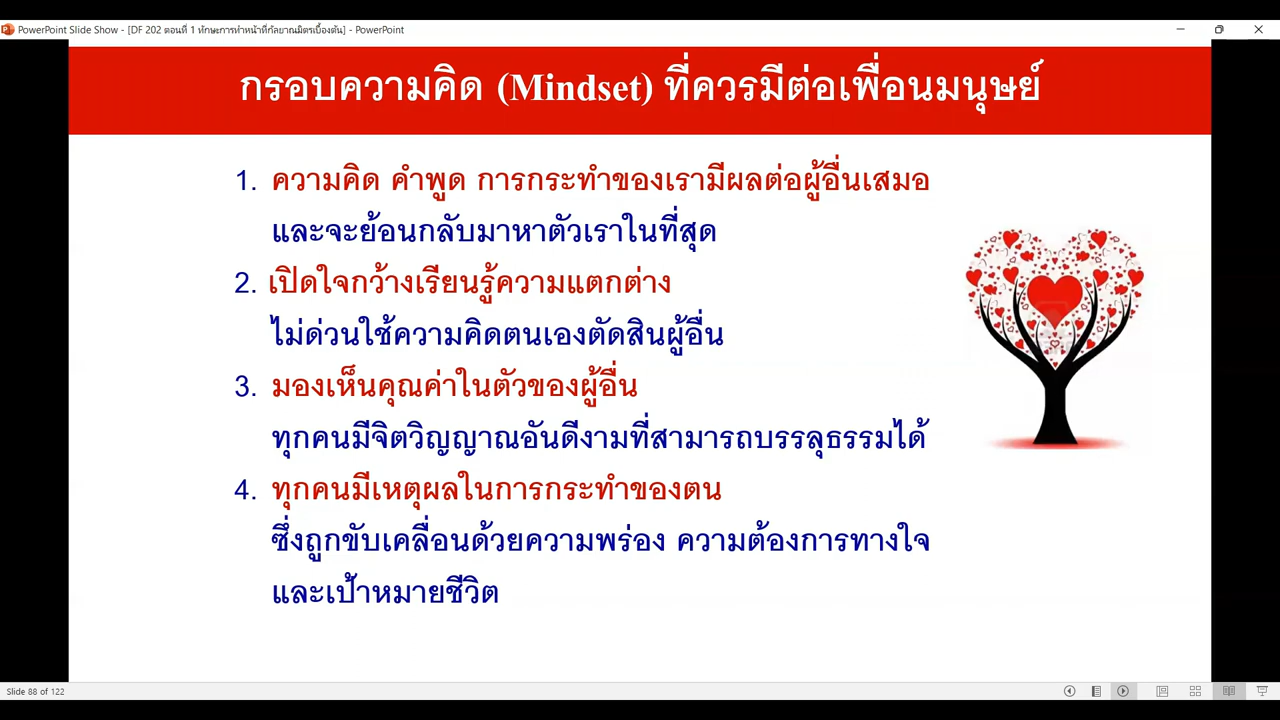 PowerPoint Slide Show - [DF 202 ตอนที่ 1 ทักษะการทำหน้าที่กัลยาณมิตรเบื้องต้น] - PowerPoint
กรอบความคิด (Mindset) ที่ควรมีต่อเพื่อนมนุษย์
1. ความคิด คำพูด การกระทำของเรามีผลต่อผู้อื่นเสมอ
และจะย้อนกลับมาหาตัวเราในที่สุด
2. เปิดใจกว้างเรียนรู้ความแตกต่าง
ไม่ด่วนใช้ความคิดตนเองตัดสินผู้อื่น
3. มองเห็นคุณค่าในตัวของผู้อื่น
ทุกคนมีจิตวิญญาณอันดีงามที่สามารถบรรลุธรรมได้
4. ทุกคนมีเหตุผลในการกระทำของตน
ซึ่งถูกขับเคลื่อนด้วยความพร่อง ความต้องการทางใจ
และเป้าหมายชีวิต
Slide 88 of 122